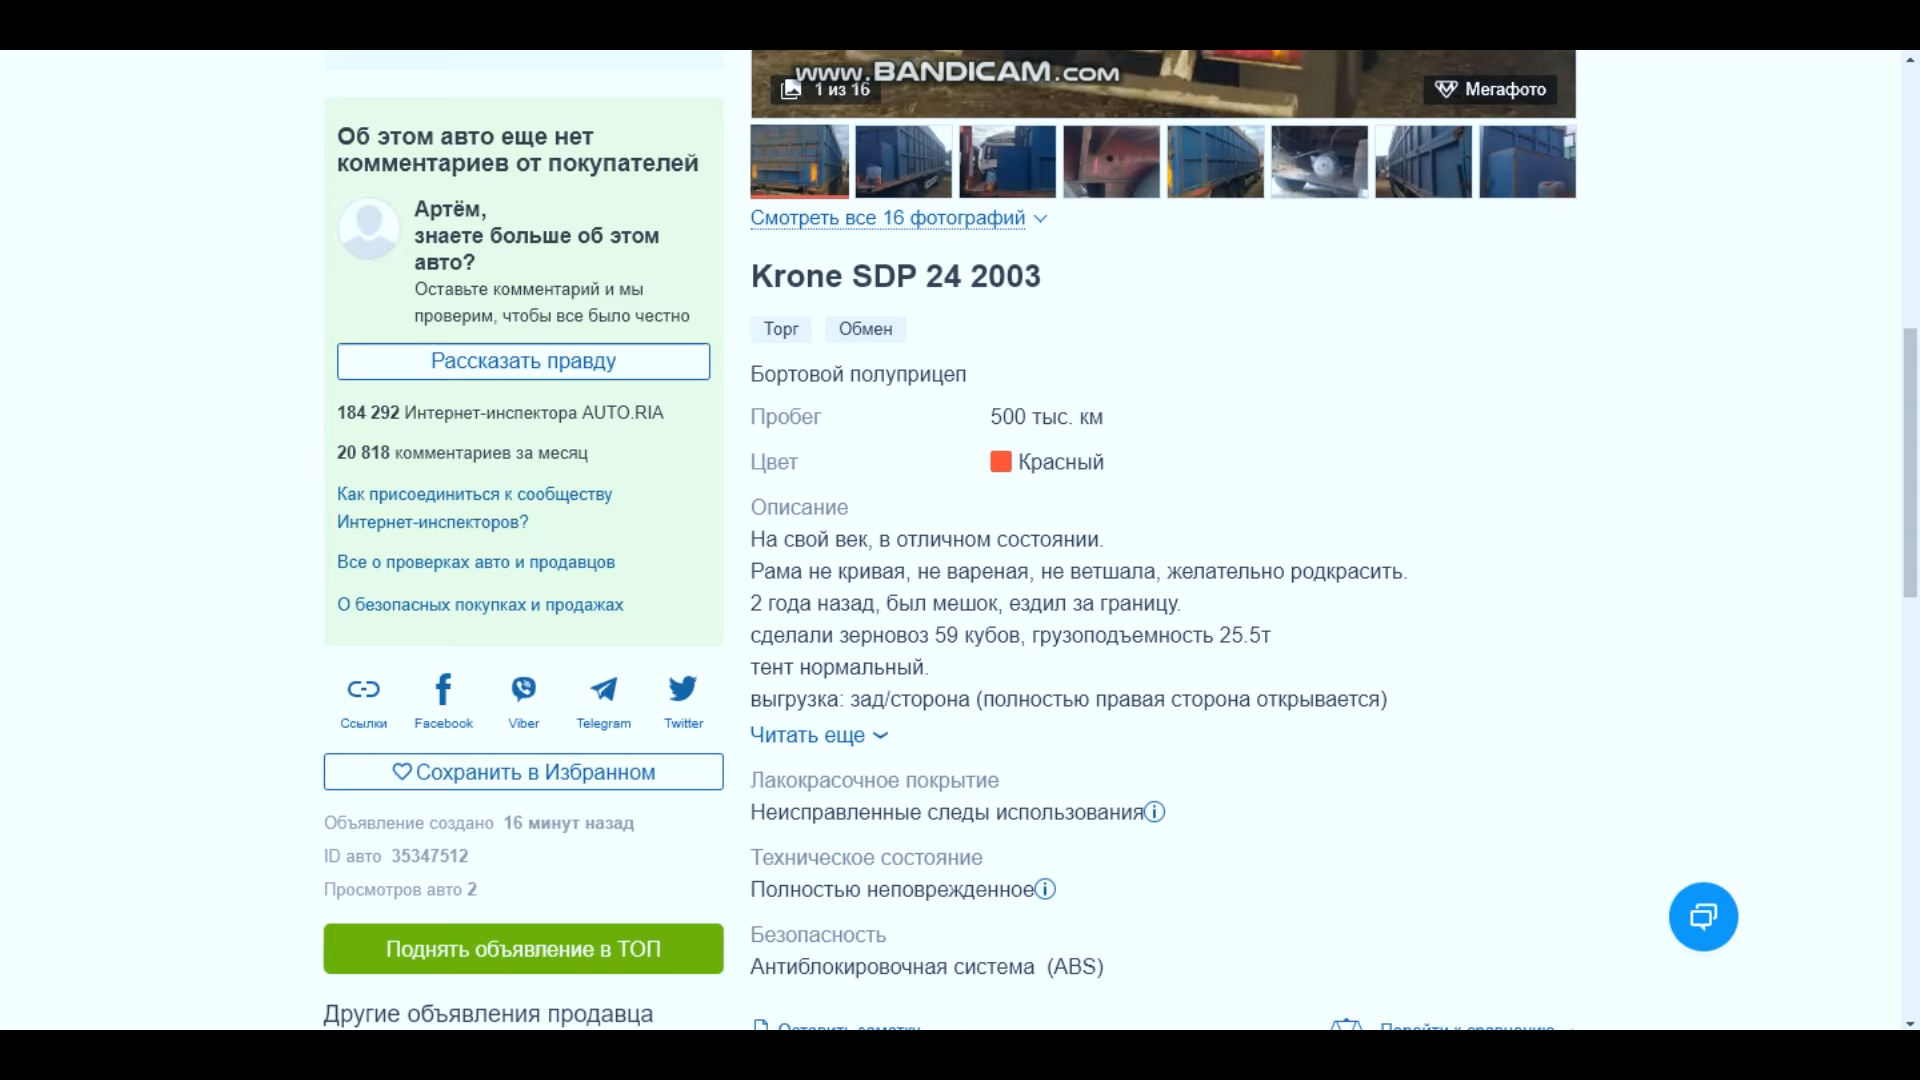 www.BANDICAM.com
1 из 16
Мегафото
Смотреть все 16 фотографий
Об этом авто еще нет
комментариев от покупателей
Артём,
знаете больше об этом
авто?
Оставьте комментарий и мы
проверим, чтобы все было честно
Рассказать правду
184 292 Интернет-инспектора AUTO.RIA
20 818 комментариев за месяц
Как присоединиться к сообществу
Интернет-инспекторов?
Все о проверках авто и продавцов
О безопасных покупках и продажах
Ссылки
Facebook
Viber
Telegram
Twitter
Сохранить в Избранном
Объявление создано 16 минут назад
ID авто 35347512
Просмотров авто 2
Поднять объявление в ТОП
Другие объявления продавца
Krone SDP 24 2003
Торг
Обмен
Бортовой полуприцеп
Пробег 500 тыс. км
Цвет Красный
Описание
На свой век, в отличном состоянии.
Рама не кривая, не вареная, не ветшала, желательно родкрасить.
2 года назад, был мешок, ездил за границу.
сделали зерновоз 59 кубов, грузоподъемность 25.5т
тент нормальный.
выгрузка: зад/сторона (полностью правая сторона открывается)
Читать еще
Лакокрасочное покрытие
Неисправленные следы использования
Техническое состояние
Полностью неповрежденное
Безопасность
Антиблокировочная система (ABS)
Оставить заметку
Перейти к сравнению